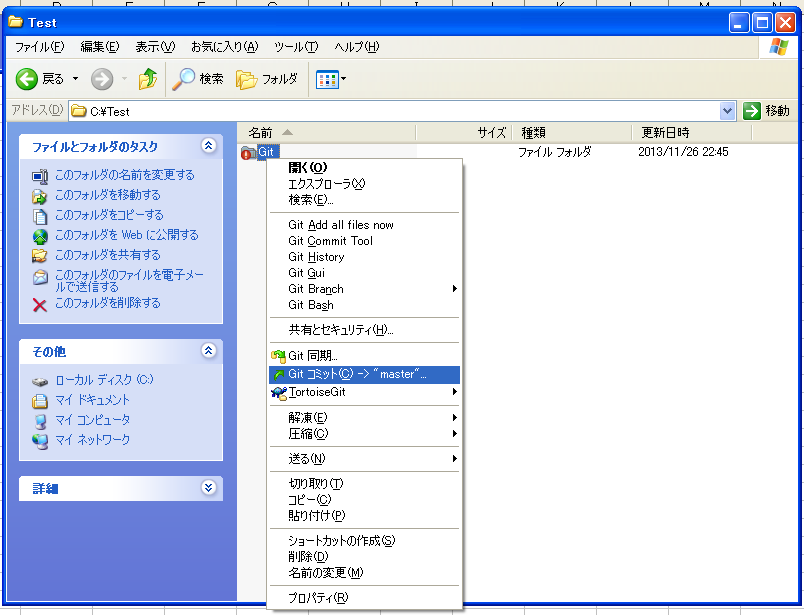 Test
ファイル(F) 編集(E) 表示(V) お気に入り(A) ツール(T) ヘルプ(H)
戻る 検索 フォルダ
アドレス(D) C:¥Test 移動
名前 サイズ 種類 更新日時
Git ファイル フォルダ 2013/11/26 22:45
ファイルとフォルダのタスク
このフォルダの名前を変更する
このフォルダを移動する
このフォルダをコピーする
このフォルダを Web に公開する
このフォルダを共有する
このフォルダのファイルを電子メー
ルで送信する
このフォルダを削除する
その他
ローカル ディスク (C:)
マイ ドキュメント
マイ コンピュータ
マイ ネットワーク
詳細
開く(O)
エクスプローラ(X)
検索(E)...
Git Add all files now
Git Commit Tool
Git History
Git Gui
Git Branch
Git Bash
共有とセキュリティ(H)...
Git 同期...
Git コミット(C) -> "master"...
TortoiseGit
解凍(E)
圧縮(C)
送る(N)
切り取り(T)
コピー(C)
貼り付け(P)
ショートカットの作成(S)
削除(D)
名前の変更(M)
プロパティ(R)